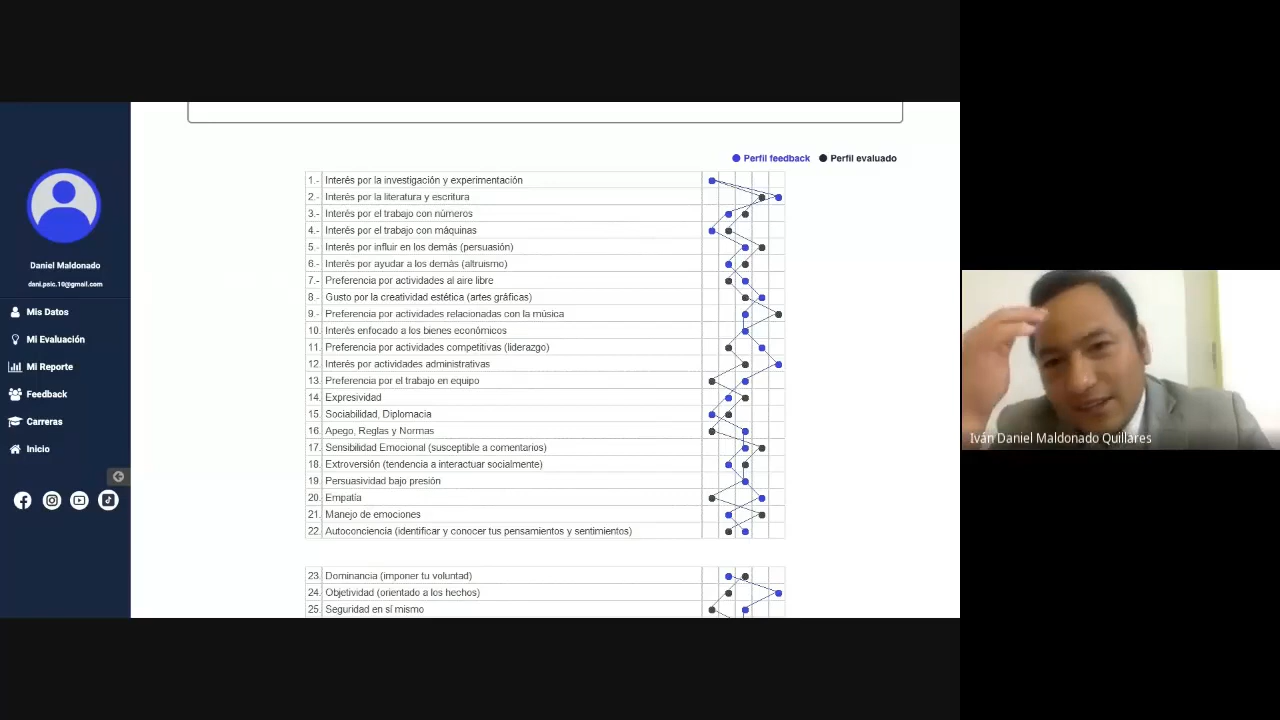 Perfil feedback Perfil evaluado
1.- Interés por la investigación y experimentación
2.- Interés por la literatura y escritura
3.- Interés por el trabajo con números
4.- Interés por el trabajo con máquinas
5.- Interés por influir en los demás (persuasión)
6.- Interés por ayudar a los demás (altruismo)
7.- Preferencia por actividades al aire libre
8.- Gusto por la creatividad estética (artes gráficas)
9.- Preferencia por actividades relacionadas con la música
10. Interés enfocado a los bienes económicos
11. Preferencia por actividades competitivas (liderazgo)
12. Interés por actividades administrativas
13. Preferencia por el trabajo en equipo
14. Expresividad
15. Sociabilidad, Diplomacia
16. Apego, Reglas y Normas
17. Sensibilidad Emocional (susceptible a comentarios)
18. Extroversión (tendencia a interactuar socialmente)
19. Persuasividad bajo presión
20. Empatía
21. Manejo de emociones
22. Autoconciencia (identificar y conocer tus pensamientos y sentimientos)
23. Dominancia (imponer tu voluntad)
24. Objetividad (orientado a los hechos)
25. Seguridad en sí mismo
Daniel Maldonado
dani.psic.10@gmail.com
Mis Datos
Mi Evaluación
Mi Reporte
Feedback
Carreras
Inicio
Iván Daniel Maldonado Quillares